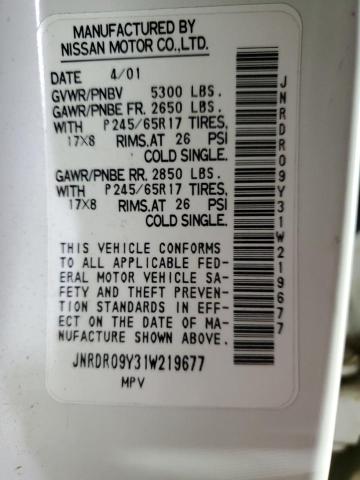 MANUFACTURED BY
NISSAN MOTOR CO.,LTD.
DATE 4/01
GVWR/PNBV 5300 LBS.
GAWR/PNBE FR. 2650 LBS.
WITH P245/65R17 TIRES,
17X8 RIMS,AT 26 PSI
COLD SINGLE.
GAWR/PNBE RR. 2850 LBS.
WITH P245/65R17 TIRES,
17X8 RIMS,AT 26 PSI
COLD SINGLE.
THIS VEHICLE CONFORMS
TO ALL APPLICABLE FED-
ERAL MOTOR VEHICLE SA-
FETY AND THEFT PREVEN-
TION STANDARDS IN EFF-
ECT ON THE DATE OF MA-
NUFACTURE SHOWN ABOVE.
JNRDR09Y31W219677
MPV
JNRDR09Y31W219677